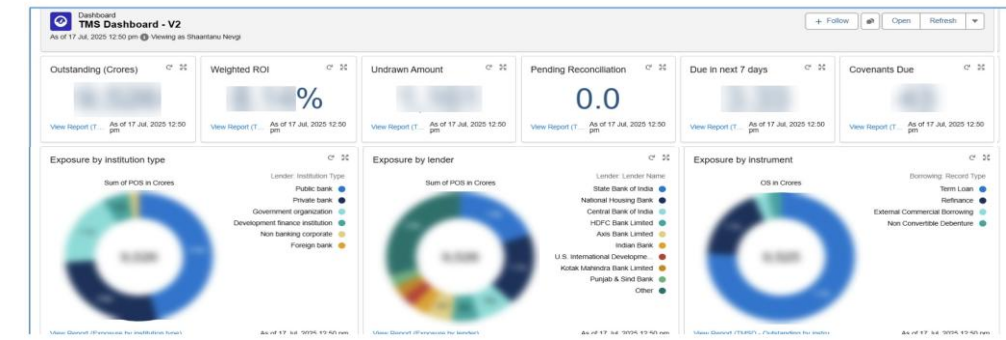 Dashboard
TMS Dashboard - V2
As of 17 Jul, 2025 12:50 pm Viewing as Shaantanu Nevgi
+ Follow
Open
Refresh
Outstanding (Crores)
View Report (T...
As of 17 Jul, 2025 12:50 pm
Weighted ROI
%
View Report (T...
As of 17 Jul, 2025 12:50 pm
Undrawn Amount
View Report (T...
As of 17 Jul, 2025 12:50 pm
Pending Reconciliation
0.0
View Report (T...
As of 17 Jul, 2025 12:50 pm
Due in next 7 days
View Report (T...
As of 17 Jul, 2025 12:50 pm
Covenants Due
View Report (T...
As of 17 Jul, 2025 12:50 pm
Exposure by institution type
Sum of POS in Crores
Lender: Institution Type
Public bank
Private bank
Government organization
Development finance institution
Non banking corporate
Foreign bank
View Report (Exposure by institution type)
As of 17 Jul, 2025 12:50 pm
Exposure by lender
Sum of POS in Crores
Lender: Lender Name
State Bank of India
National Housing Bank
Central Bank of India
HDFC Bank Limited
Axis Bank Limited
Indian Bank
U.S. International Developme...
Kotak Mahindra Bank Limited
Punjab & Sind Bank
Other
View Report (Exposure by lender)
As of 17 Jul, 2025 12:50 pm
Exposure by instrument
OS in Crores
Borrowing: Record Type
Term Loan
Refinance
External Commercial Borrowing
Non Convertible Debenture
View Report (TMSD - Outstanding by instru
As of 17 Jul, 2025 12:50 pm